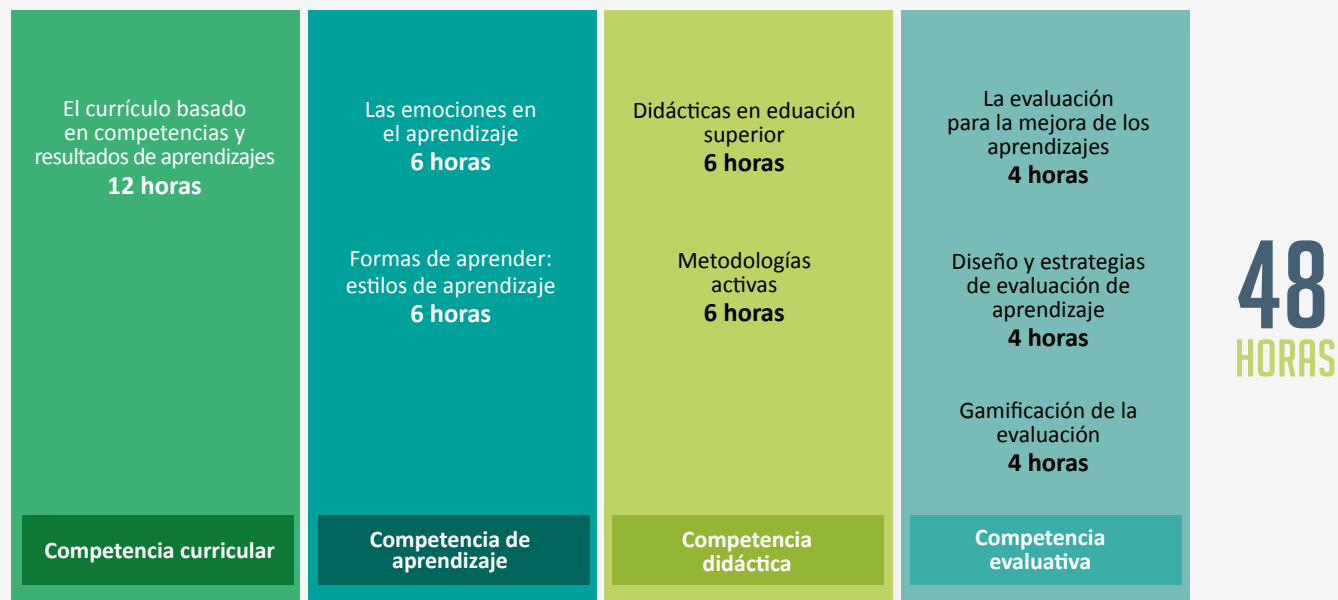 El currículo basado
en competencias y
resultados de aprendizajes
12 horas
Competencia curricular
Las emociones en
el aprendizaje
6 horas
Formas de aprender:
estilos de aprendizaje
6 horas
Competencia de
aprendizaje
Didácticas en eduación
superior
6 horas
Metodologías
activas
6 horas
Competencia
didáctica
La evaluación
para la mejora de los
aprendizajes
4 horas
Diseño y estrategias
de evaluación de
aprendizaje
4 horas
Gamificación de la
evaluación
4 horas
Competencia
evaluativa
48
HORAS